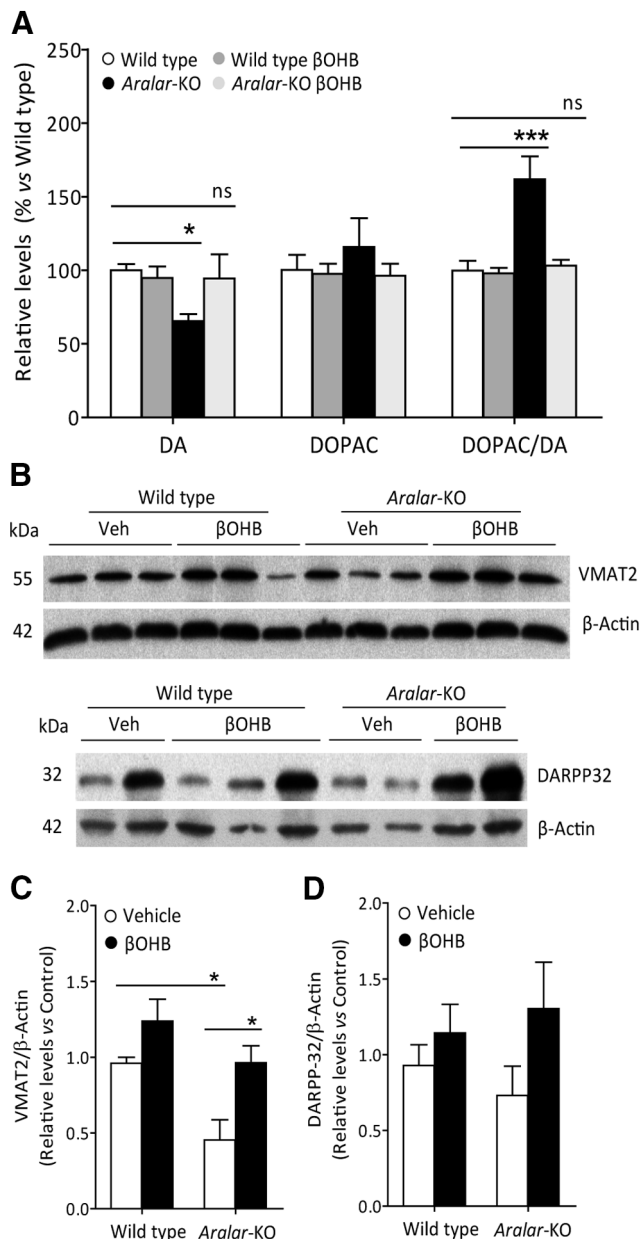 A
Relative levels (% vs Wild type)
250
200
150
100
50
0
Wild type
Wild type βOHB
Aralar-KO
Aralar-KO βOHB
ns
*
ns
***
DA
DOPAC
DOPAC/DA
B
Wild type
Aralar-KO
kDa
Veh
βOHB
Veh
βOHB
55
VMAT2
42
β-Actin
Wild type
Aralar-KO
kDa
Veh
βOHB
Veh
βOHB
32
DARPP32
42
β-Actin
C
VMAT2/β-Actin
(Relative levels vs Control)
2.0
1.5
1.0
0.5
0.0
Vehicle
βOHB
*
*
Wild type
Aralar-KO
D
DARPP-32/β-Actin
(Relative levels vs Control)
2.0
1.5
1.0
0.5
0.0
Vehicle
βOHB
Wild type
Aralar-KO